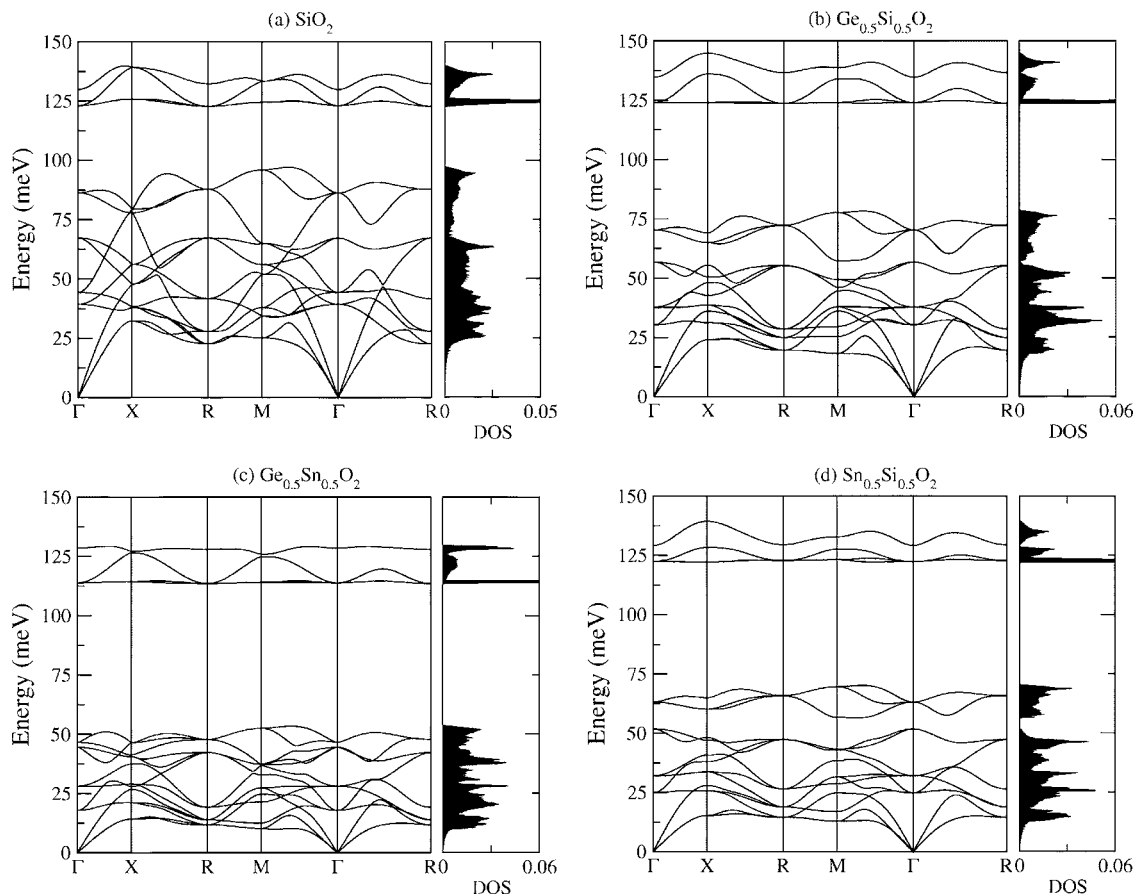 (a) SiO₂
150
125
100
75
50
25
0
Energy (meV)
Γ X R M Γ R
0 0.05
DOS
(b) Ge₀.₅Si₀.₅O₂
150
125
100
75
50
25
0
Energy (meV)
Γ X R M Γ R
0 0.06
DOS
(c) Ge₀.₅Sn₀.₅O₂
150
125
100
75
50
25
0
Energy (meV)
Γ X R M Γ R
0 0.06
DOS
(d) Sn₀.₅Si₀.₅O₂
150
125
100
75
50
25
0
Energy (meV)
Γ X R M Γ R
0 0.06
DOS